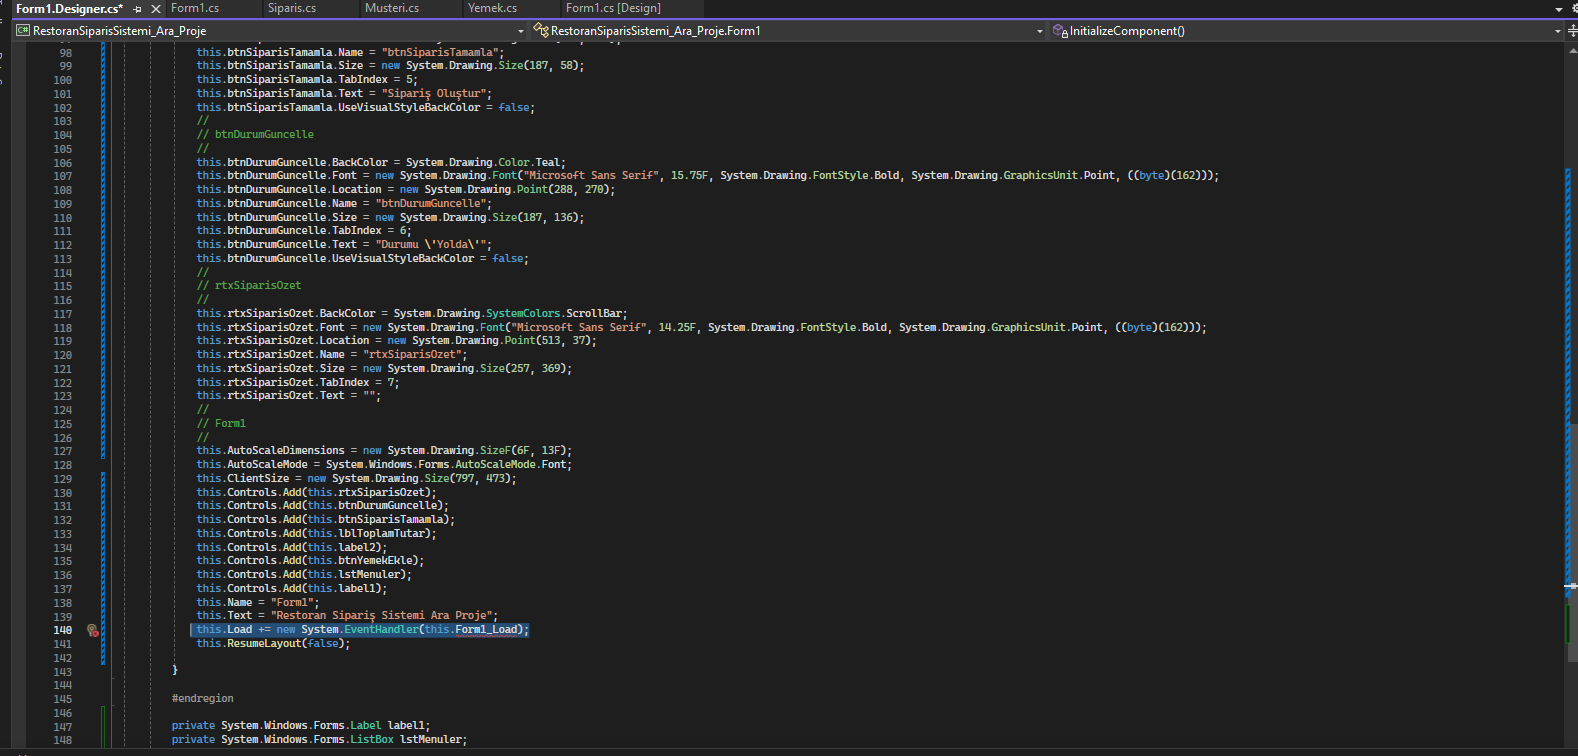 Form1.Designer.cs* Form1.cs Siparis.cs Musteri.cs Yemek.cs Form1.cs [Design]
C# RestoranSiparisSistemi_Ara_Proje RestoranSiparisSistemi_Ara_Proje.Form1 InitializeComponent()
98 this.btnSiparisTamamla.Name = "btnSiparisTamamla";
99 this.btnSiparisTamamla.Size = new System.Drawing.Size(187, 58);
100 this.btnSiparisTamamla.TabIndex = 5;
101 this.btnSiparisTamamla.Text = "Sipariş Oluştur";
102 this.btnSiparisTamamla.UseVisualStyleBackColor = false;
103 //
104 // btnDurumGuncelle
105 //
106 this.btnDurumGuncelle.BackColor = System.Drawing.Color.Teal;
107 this.btnDurumGuncelle.Font = new System.Drawing.Font("Microsoft Sans Serif", 15.75F, System.Drawing.FontStyle.Bold, System.Drawing.GraphicsUnit.Point, ((byte)(162)));
108 this.btnDurumGuncelle.Location = new System.Drawing.Point(288, 270);
109 this.btnDurumGuncelle.Name = "btnDurumGuncelle";
110 this.btnDurumGuncelle.Size = new System.Drawing.Size(187, 136);
111 this.btnDurumGuncelle.TabIndex = 6;
112 this.btnDurumGuncelle.Text = "Durumu \'Yolda\'";
113 this.btnDurumGuncelle.UseVisualStyleBackColor = false;
114 //
115 // rtxSiparisOzet
116 //
117 this.rtxSiparisOzet.BackColor = System.Drawing.SystemColors.ScrollBar;
118 this.rtxSiparisOzet.Font = new System.Drawing.Font("Microsoft Sans Serif", 14.25F, System.Drawing.FontStyle.Bold, System.Drawing.GraphicsUnit.Point, ((byte)(162)));
119 this.rtxSiparisOzet.Location = new System.Drawing.Point(513, 37);
120 this.rtxSiparisOzet.Name = "rtxSiparisOzet";
121 this.rtxSiparisOzet.Size = new System.Drawing.Size(257, 369);
122 this.rtxSiparisOzet.TabIndex = 7;
123 this.rtxSiparisOzet.Text = "";
124 //
125 // Form1
126 //
127 this.AutoScaleDimensions = new System.Drawing.SizeF(6F, 13F);
128 this.AutoScaleMode = System.Windows.Forms.AutoScaleMode.Font;
129 this.ClientSize = new System.Drawing.Size(797, 473);
130 this.Controls.Add(this.rtxSiparisOzet);
131 this.Controls.Add(this.btnDurumGuncelle);
132 this.Controls.Add(this.btnSiparisTamamla);
133 this.Controls.Add(this.lblToplamTutar);
134 this.Controls.Add(this.label2);
135 this.Controls.Add(this.btnYemekEkle);
136 this.Controls.Add(this.lstMenuler);
137 this.Controls.Add(this.label1);
138 this.Name = "Form1";
139 this.Text = "Restoran Sipariş Sistemi Ara Proje";
140 this.Load += new System.EventHandler(this.Form1_Load);
141 this.ResumeLayout(false);
142
143 }
144
145 #endregion
146
147 private System.Windows.Forms.Label label1;
148 private System.Windows.Forms.ListBox lstMenuler;